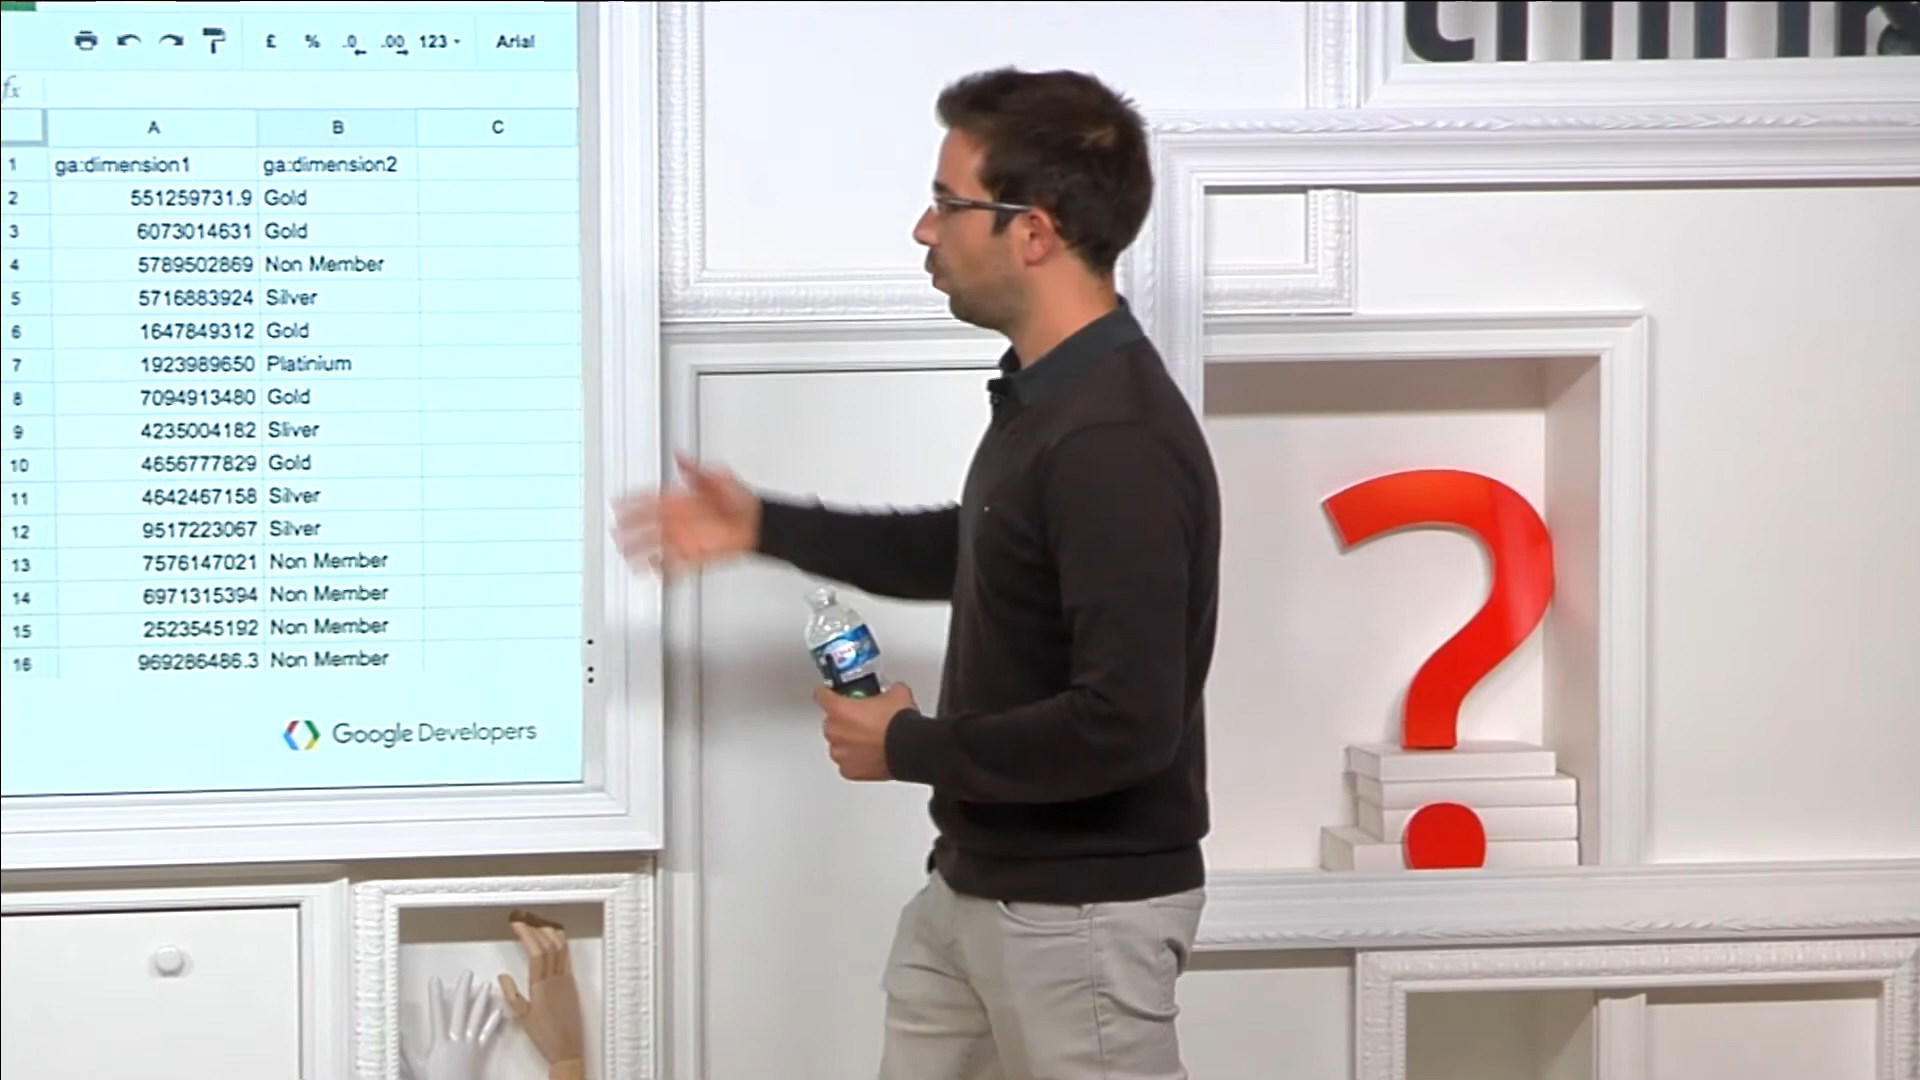 £ % .0 .00 123 Arial
fx
A B C
1 ga:dimension1 ga:dimension2
2 551259731.9 Gold
3 6073014631 Gold
4 5789502869 Non Member
5 5716883924 Silver
6 1647849312 Gold
7 1923989650 Platinium
8 7094913480 Gold
9 4235004182 Sliver
10 4656777829 Gold
11 4642467158 Silver
12 9517223067 Silver
13 7576147021 Non Member
14 6971315394 Non Member
15 2523545192 Non Member
16 969286486.3 Non Member
Google Developers
?